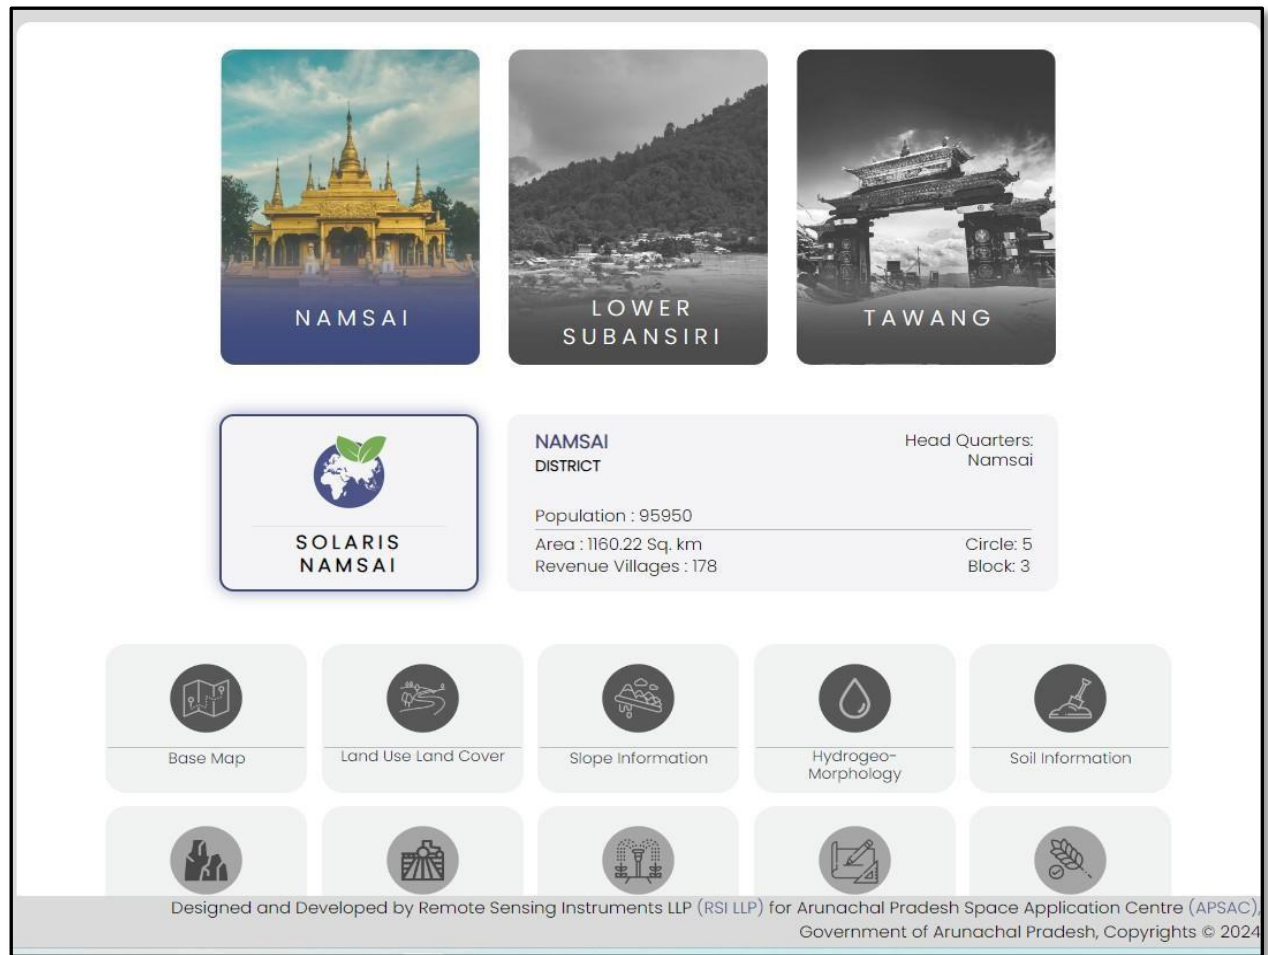 NAMSAI
LOWER
SUBANSIRI
TAWANG
SOLARIS
NAMSAI
NAMSAI
DISTRICT
Head Quarters:
Namsai
Population : 95950
Area : 1160.22 Sq. km
Circle: 5
Revenue Villages : 178
Block: 3
Base Map
Land Use Land Cover
Slope Information
Hydrogeo-
Morphology
Soil Information
Designed and Developed by Remote Sensing Instruments LLP (RSI LLP) for Arunachal Pradesh Space Application Centre (APSAC),
Government of Arunachal Pradesh, Copyrights © 2024